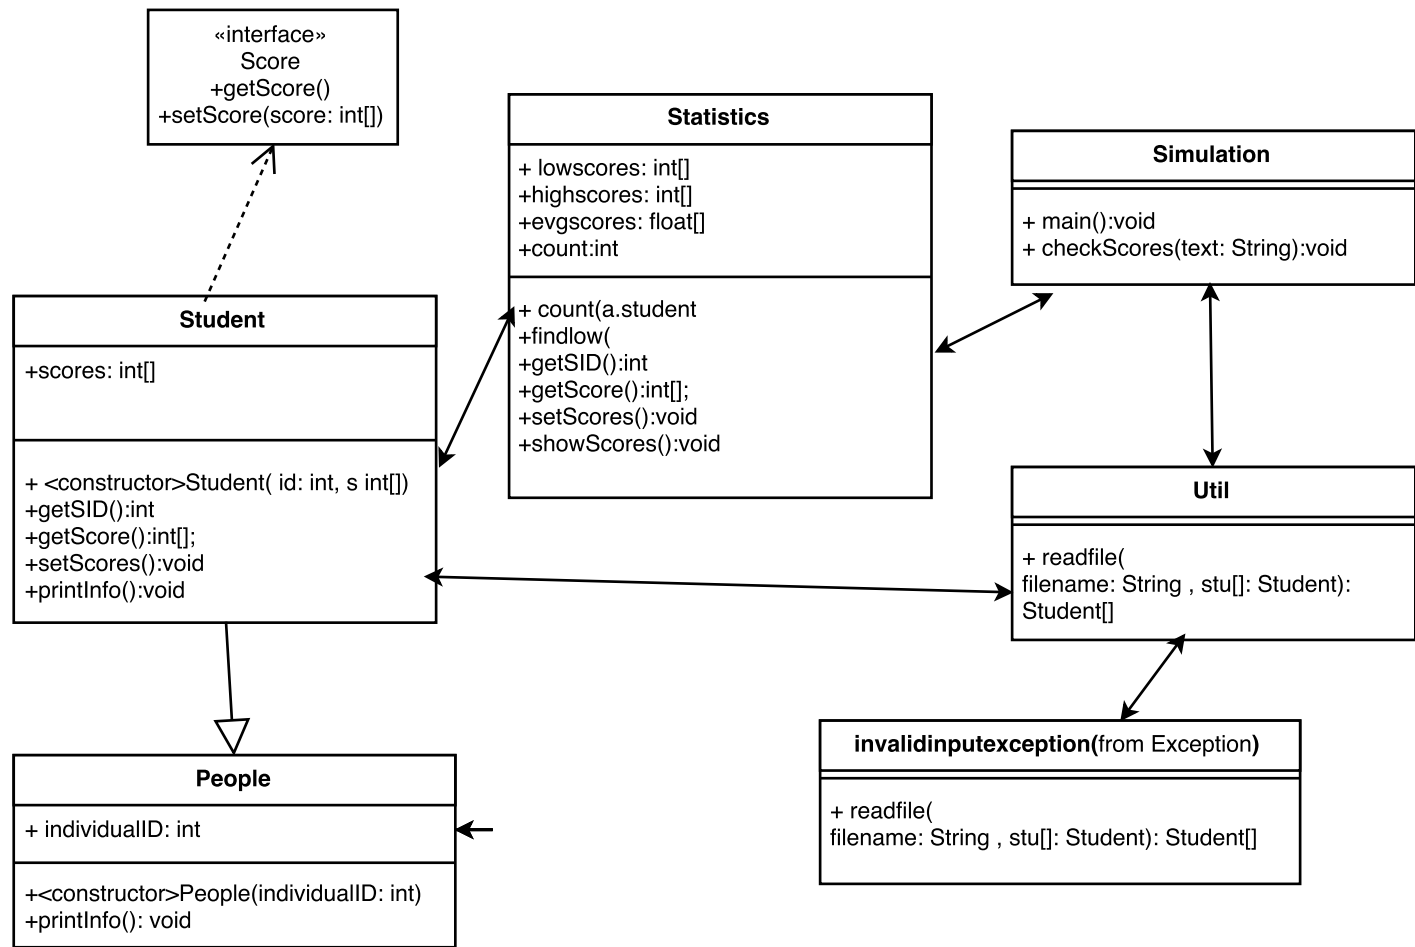 «interface»
Score
+getScore()
+setScore(score: int[])
Statistics
+ lowscores: int[]
+highscores: int[]
+evgscores: float[]
+count:int
+ count(a.student
+findlow(
+getSID():int
+getScore():int[];
+setScores():void
+showScores():void
Simulation
+ main():void
+ checkScores(text: String):void
Student
+scores: int[]
+ <constructor>Student( id: int, s int[])
+getSID():int
+getScore():int[];
+setScores():void
+printInfo():void
Util
+ readfile(
filename: String , stu[]: Student):
Student[]
People
+ individualID: int
+<constructor>People(individualID: int)
+printInfo(): void
invalidinputexception(from Exception)
+ readfile(
filename: String , stu[]: Student): Student[]